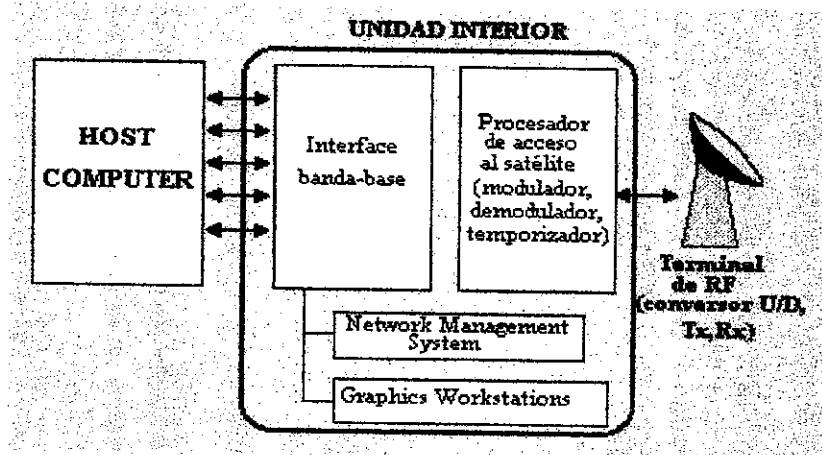 UNIDAD INTERIOR
HOST
COMPUTER
Interface
banda-base
Procesador
de acceso
al satélite
(modulador,
demodulador,
temporizador)
Terminal
de RF
(conversor U/D,
Tx,Rx)
Network Management
System
Graphics Workstations